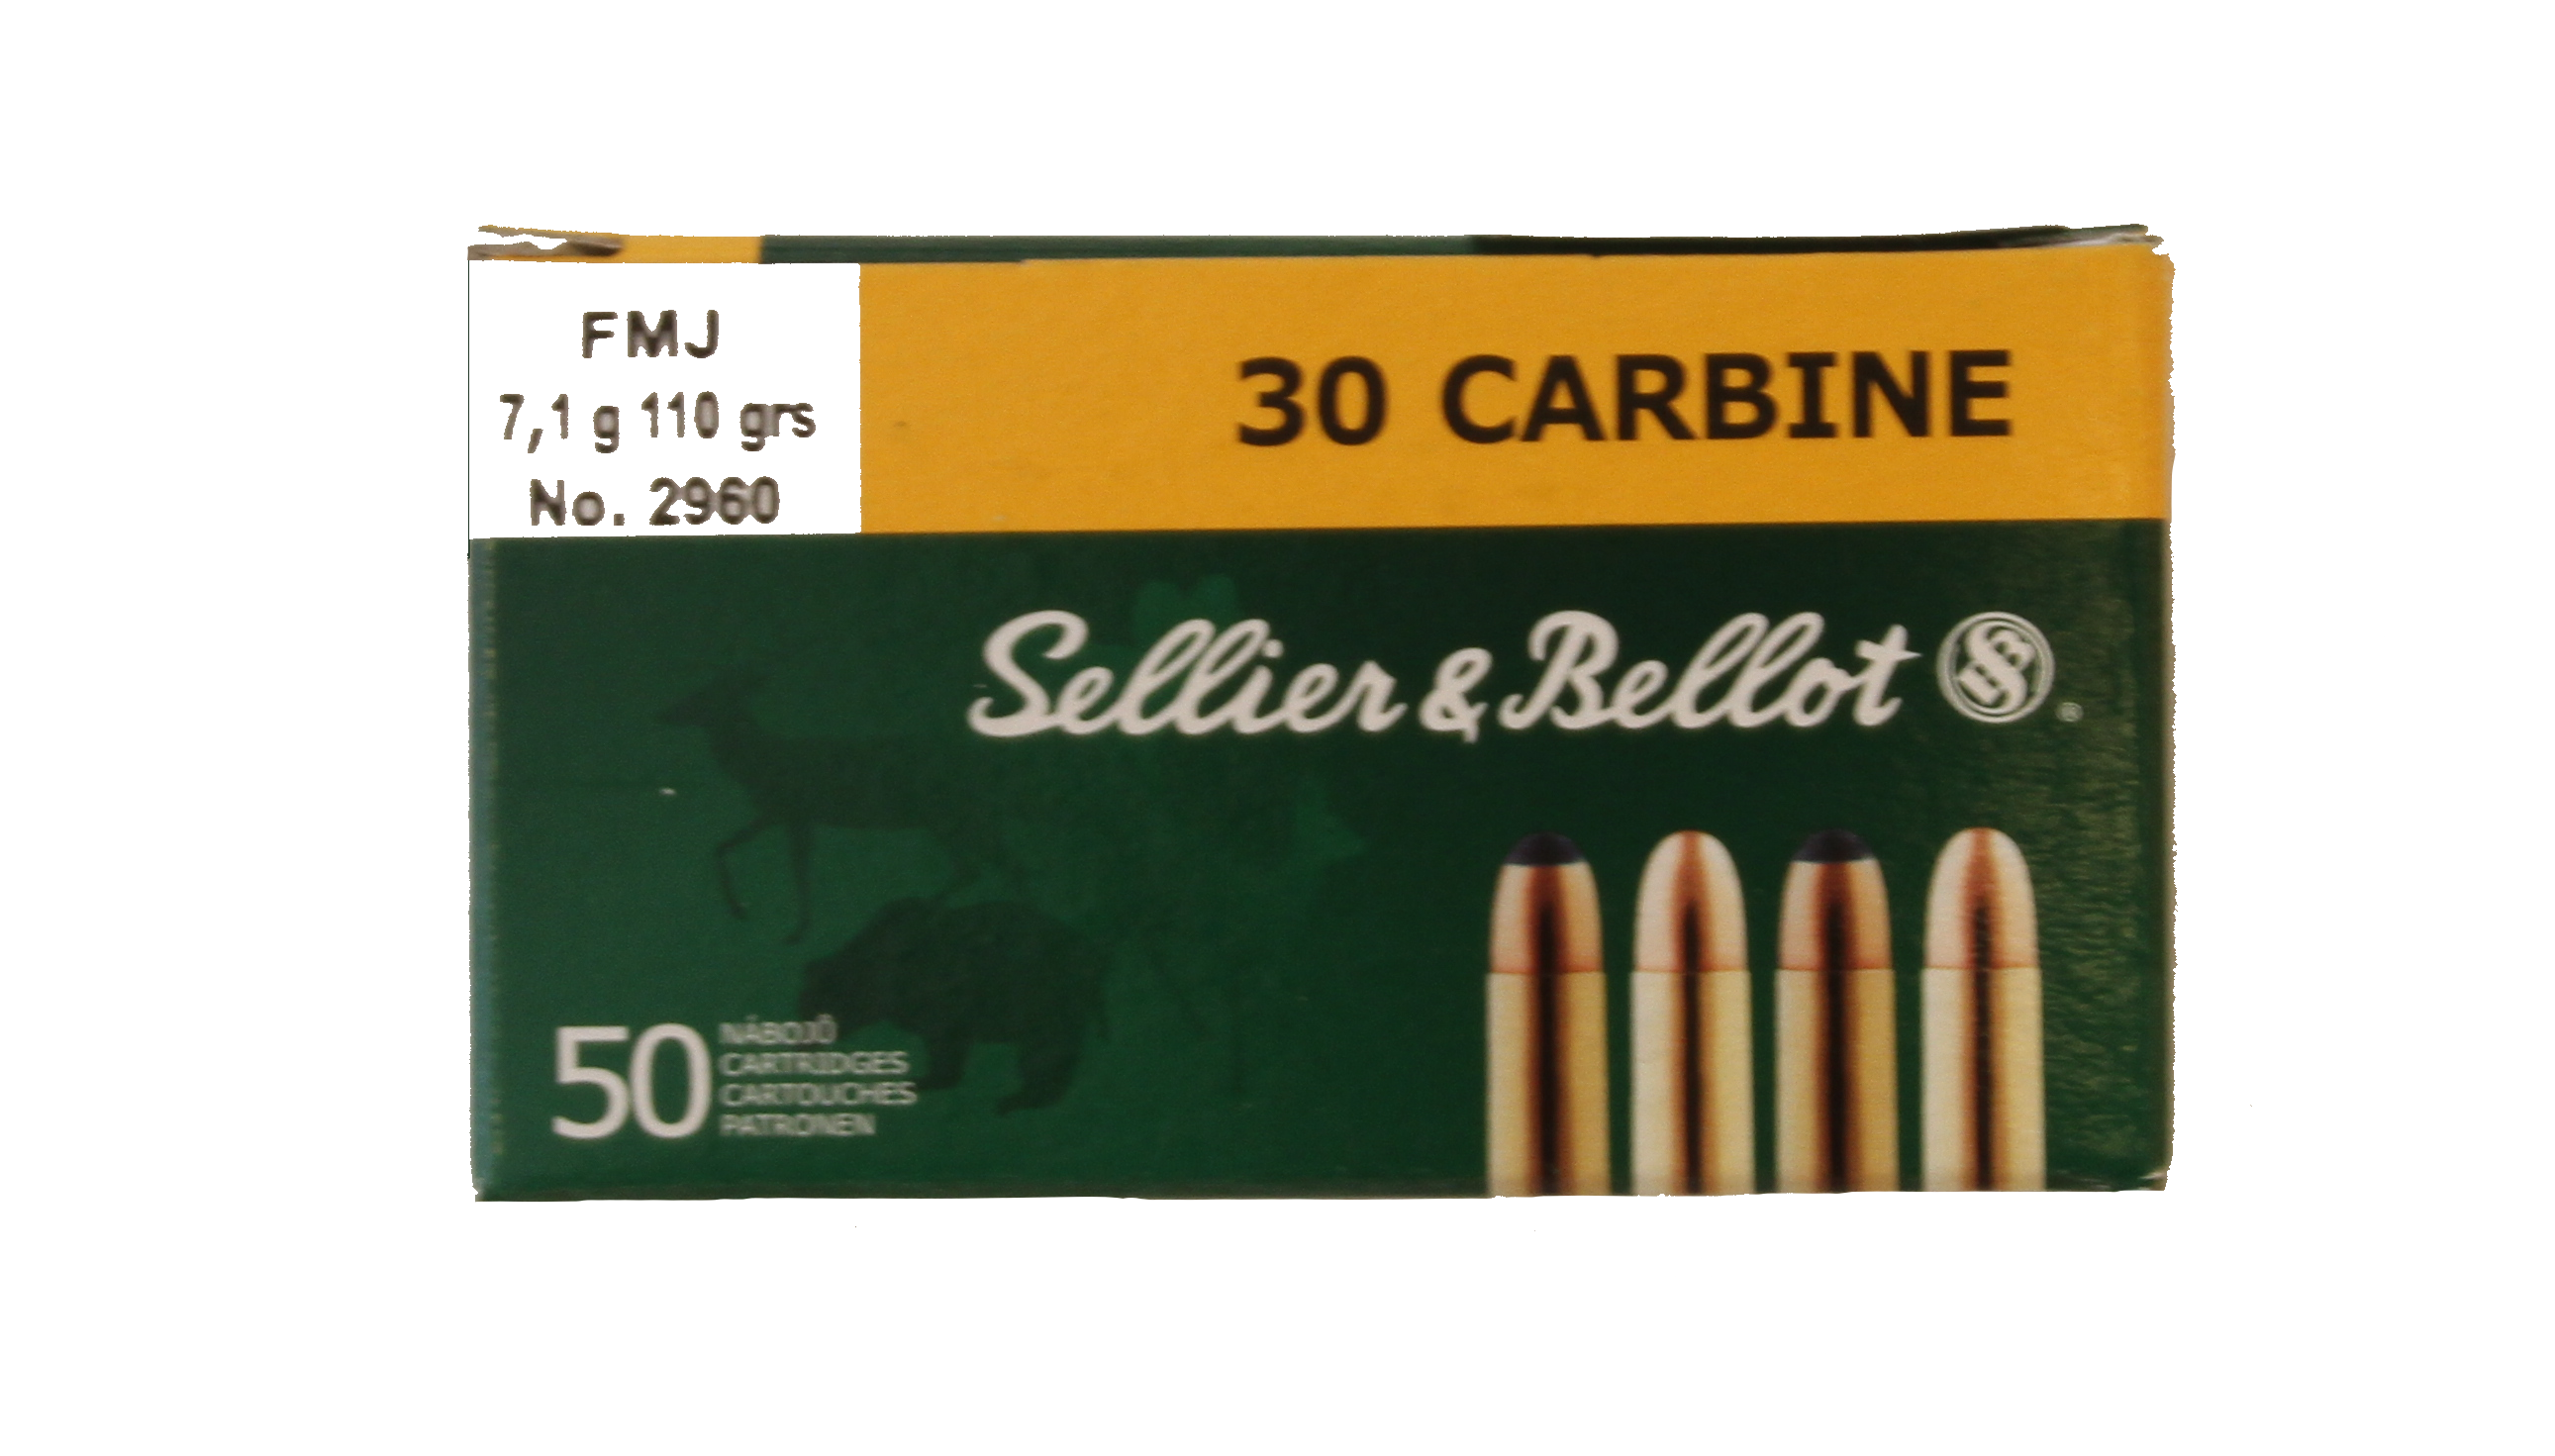 FMJ
7,1 g 110 grs
No. 2960
30 CARBINE
Sellier & Bellot
50
NÁBOJŮ
CARTRIDGES
CARTOUCHES
PATRONEN